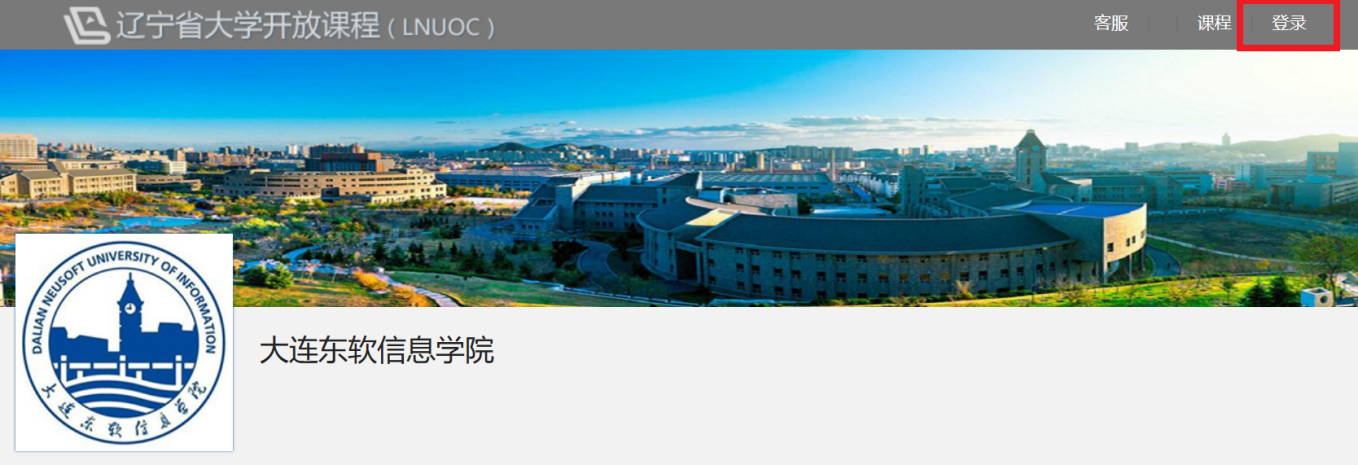 辽宁省大学开放课程（LNUOC）
客服
课程
登录
DALIAN NEUSOFT UNIVERSITY OF INFORMATION
大连东软信息学院
大连东软信息学院